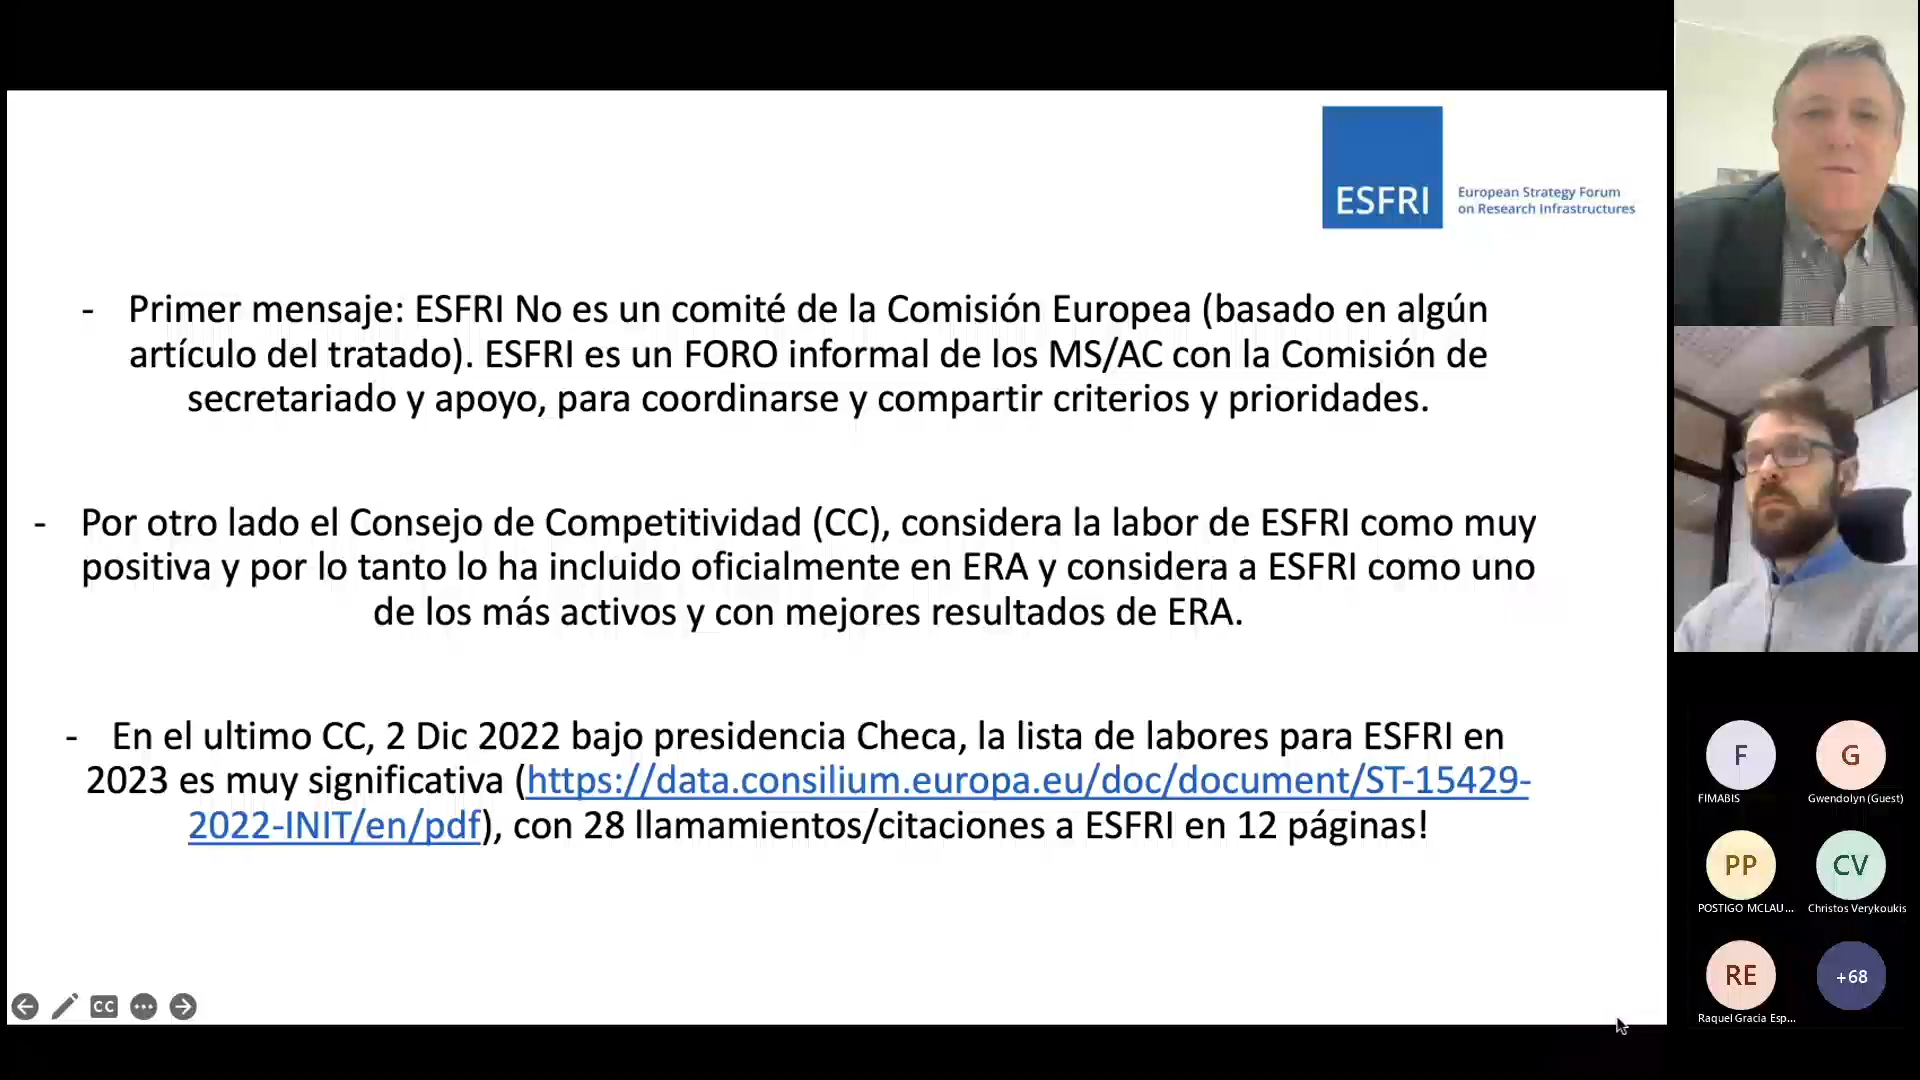 ESFRI
European Strategy Forum
on Research Infrastructures
- Primer mensaje: ESFRI No es un comité de la Comisión Europea (basado en algún
artículo del tratado). ESFRI es un FORO informal de los MS/AC con la Comisión de
secretariado y apoyo, para coordinarse y compartir criterios y prioridades.
- Por otro lado el Consejo de Competitividad (CC), considera la labor de ESFRI como muy
positiva y por lo tanto lo ha incluido oficialmente en ERA y considera a ESFRI como uno
de los más activos y con mejores resultados de ERA.
- En el ultimo CC, 2 Dic 2022 bajo presidencia Checa, la lista de labores para ESFRI en
2023 es muy significativa (https://data.consilium.europa.eu/doc/document/ST-15429-
2022-INIT/en/pdf), con 28 llamamientos/citaciones a ESFRI en 12 páginas!
CC
F
FIMABIS
G
Gwendolyn (Guest)
PP
POSTIGO MCLAU...
CV
Christos Verykoukis
RE
Raquel Gracia Esp...
+68